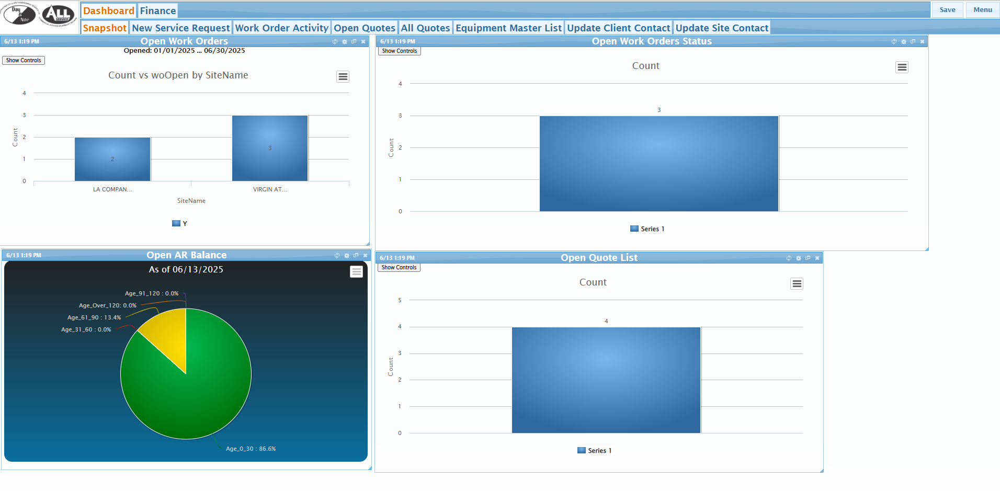 Day & Nite
ALL SERVICE
Dashboard Finance
Save Menu
Snapshot New Service Request Work Order Activity Open Quotes All Quotes Equipment Master List Update Client Contact Update Site Contact
6/13 1:19 PM Open Work Orders
Opened: 01/01/2025 ... 06/30/2025
Show Controls
Count vs woOpen by SiteName
4
3
2
1
0
Count
2
3
LA COMPAN...
VIRGIN AT...
SiteName
Y
6/13 1:19 PM Open Work Orders Status
Show Controls
Count
4
3
2
1
0
Count
3
Series 1
6/13 1:19 PM Open AR Balance
As of 06/13/2025
Age_91_120 : 0.0%
Age_Over_120: 0.0%
Age_61_90 : 13.4%
Age_31_60 : 0.0%
Age_0_30 : 86.6%
6/13 1:19 PM Open Quote List
Show Controls
Count
5
4
3
2
1
0
Count
4
Series 1